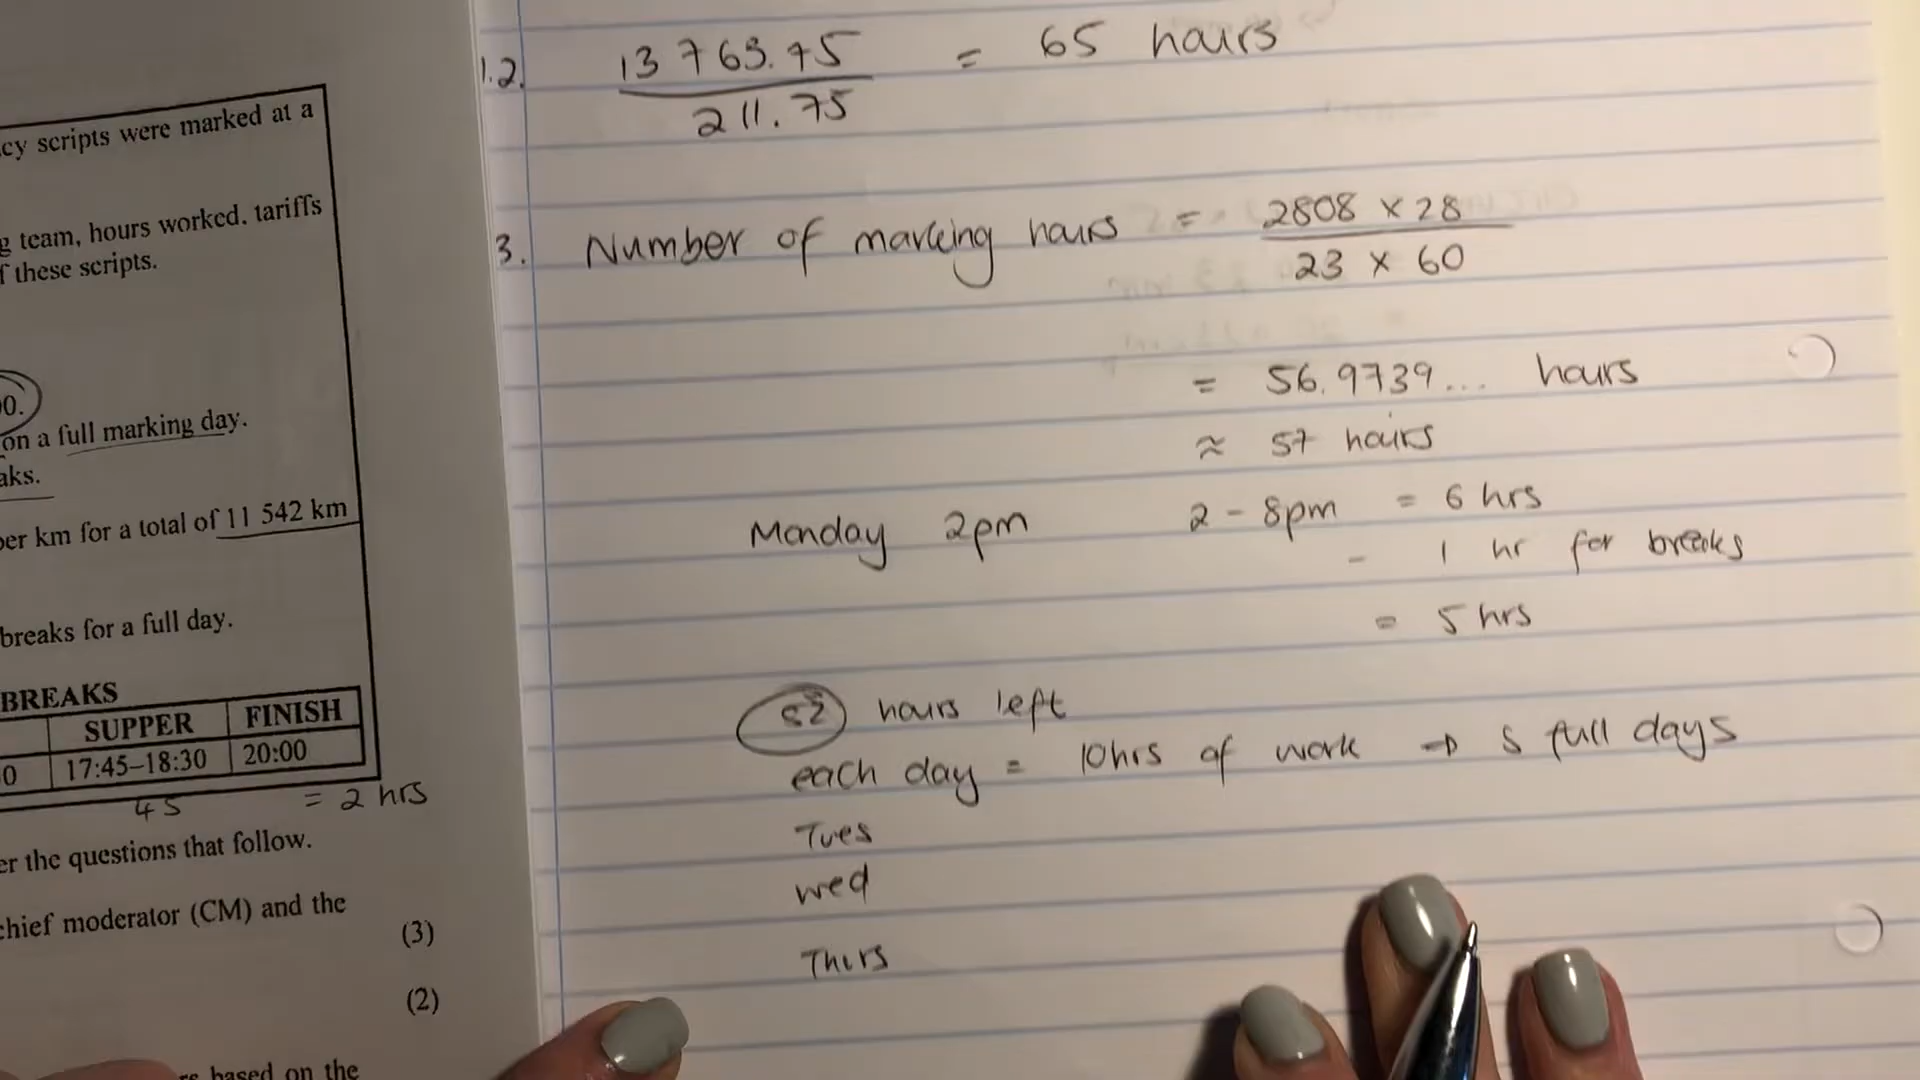 cy scripts were marked at a
g team, hours worked. tariffs
f these scripts.
00.
on a full marking day.
aks.
per km for a total of 11 542 km
breaks for a full day.
BREAKS
SUPPER FINISH
0 17:45–18:30 20:00
45 = 2 hrs
er the questions that follow.
chief moderator (CM) and the
(3)
(2)
based on the
1.2. 13 763.75 = 65 hours
211.75
3. Number of marking hours = 2808 x 28
23 x 60
= 56.9739... hours
≈ 57 hours
Monday 2pm 2 - 8pm = 6 hrs
- 1 hr for breaks
= 5 hrs
52 hours left
each day = 10hrs of work → 5 full days
Tues
wed
Thurs